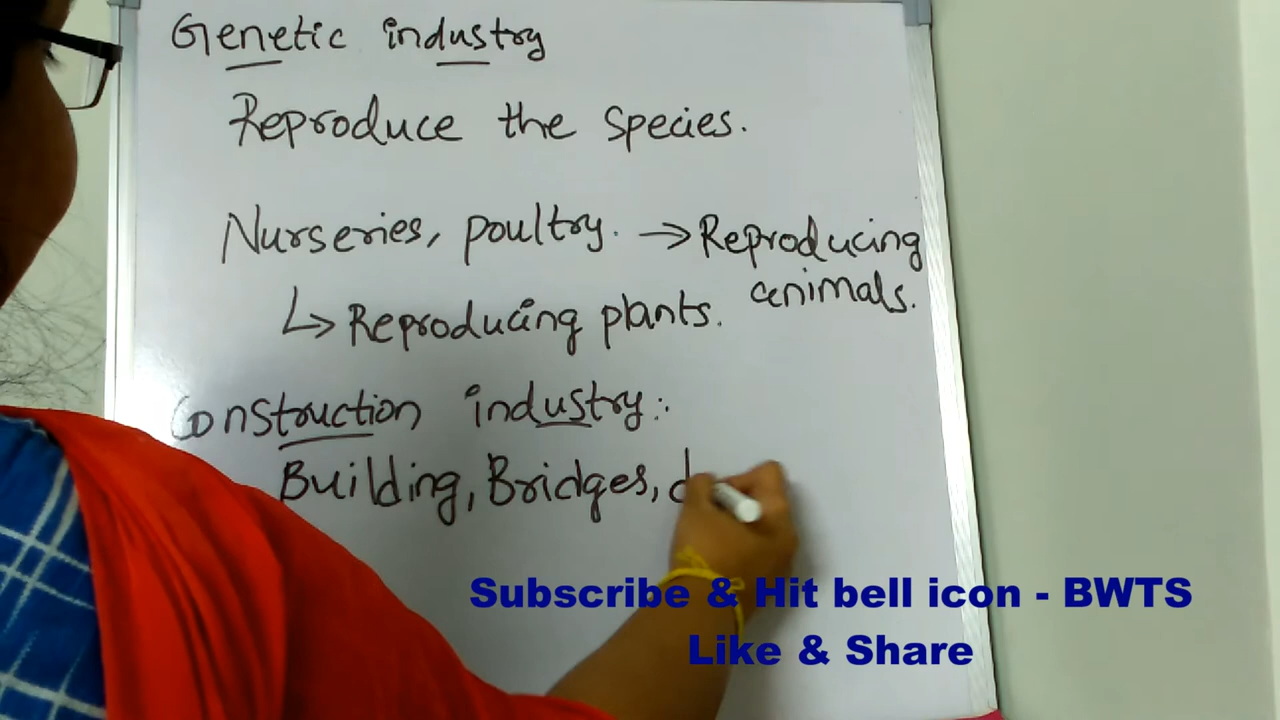 Genetic industry
Reproduce the species.
Nurseries, poultry. → Reproducing
animals.
↳ Reproducing plants.
Construction industry:
Building, Bridges, d
Subscribe & Hit bell icon - BWTS
Like & Share